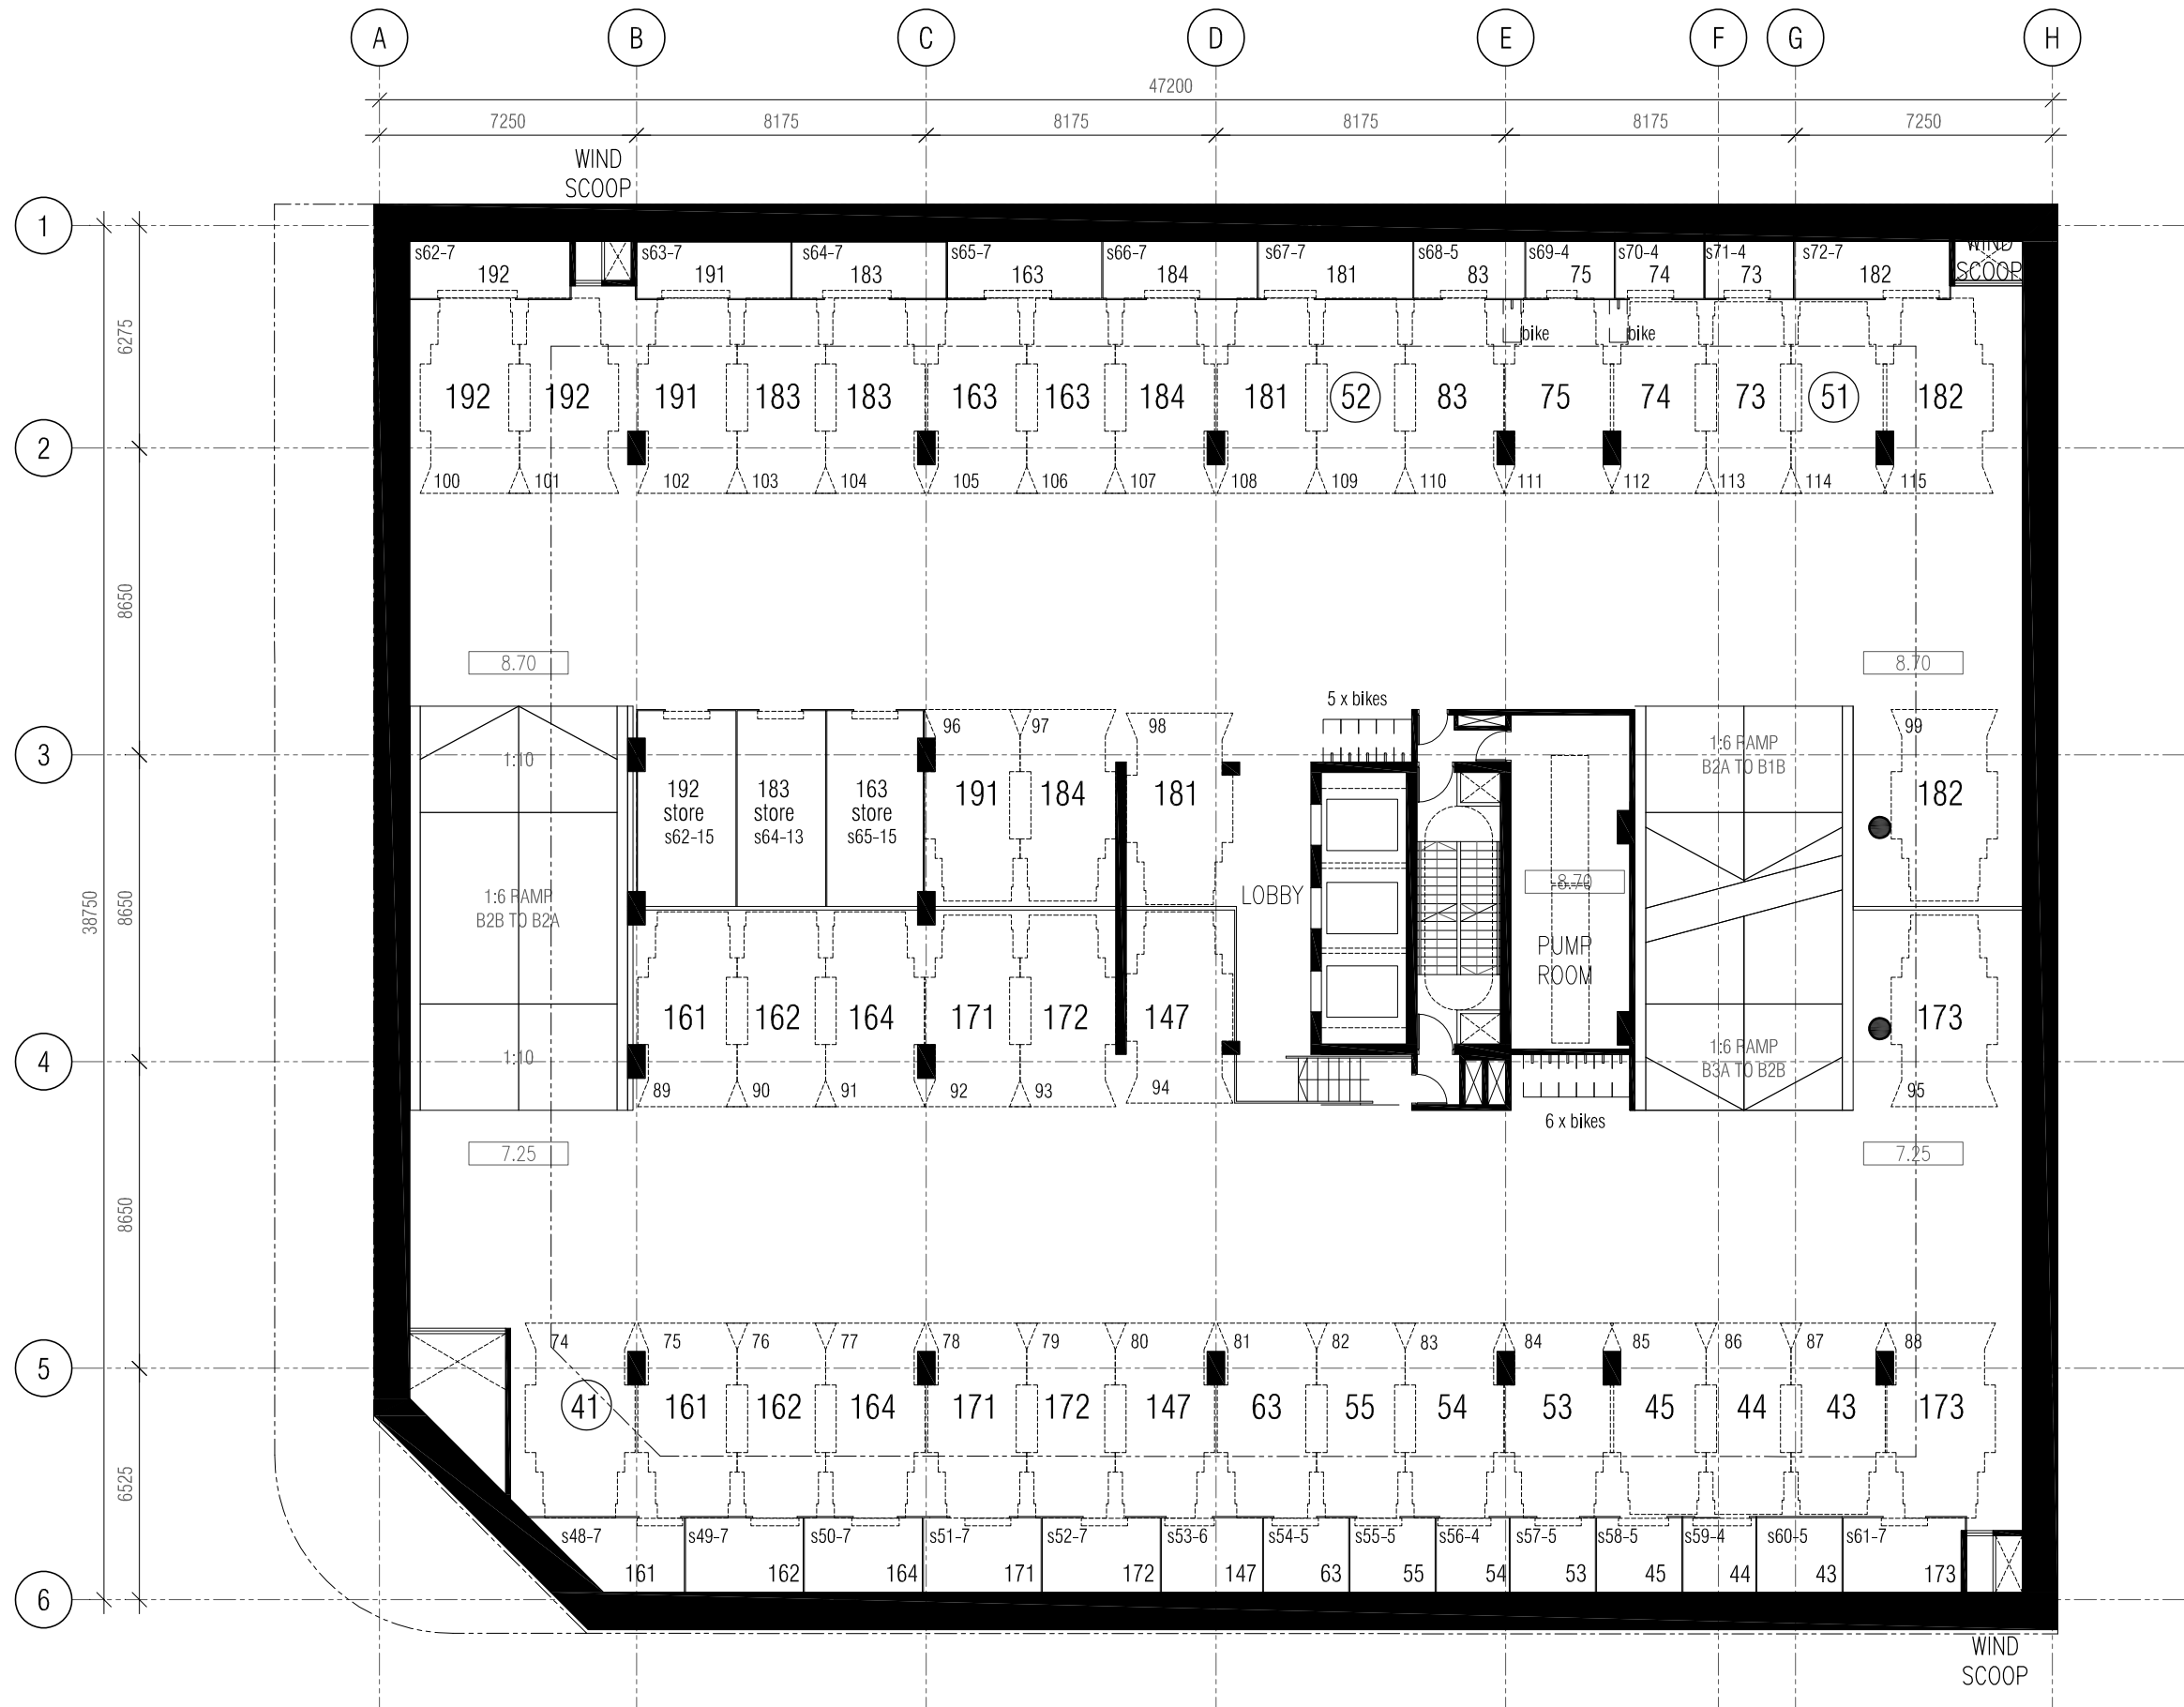 A B C D E F G H
47200
7250 8175 8175 8175 8175 7250
WIND
SCOOP
1
s62-7 s63-7 s64-7 s65-7 s66-7 s67-7 s68-5 s69-4 s70-4 s71-4 s72-7 WIND
192 191 183 163 184 181 83 75 74 73 182 SCOOP
6275
bike bike
192 192 191 183 183 163 163 184 181 52 83 75 74 73 51 182
2
100 101 102 103 104 105 106 107 108 109 110 111 112 113 114 115
8650
8.70 8.70
5 x bikes
96 97 98 99
3
1:10
1:6 RAMP
B2A TO B1B
192 183 163 191 184 181 182
store store store
s62-15 s64-13 s65-15
8.70
38750
8650
1:6 RAMP
B2B TO B2A
LOBBY
PUMP
ROOM
161 162 164 171 172 147 173
4
1:10
1:6 RAMP
B3A TO B2B
89 90 91 92 93 94 95
6 x bikes
7.25 7.25
8650
74 75 76 77 78 79 80 81 82 83 84 85 86 87 88
5
41 161 162 164 171 172 147 63 55 54 53 45 44 43 173
6525
s48-7 s49-7 s50-7 s51-7 s52-7 s53-6 s54-5 s55-5 s56-4 s57-5 s58-5 s59-4 s60-5 s61-7
161 162 164 171 172 147 63 55 54 53 45 44 43 173
6
WIND
SCOOP